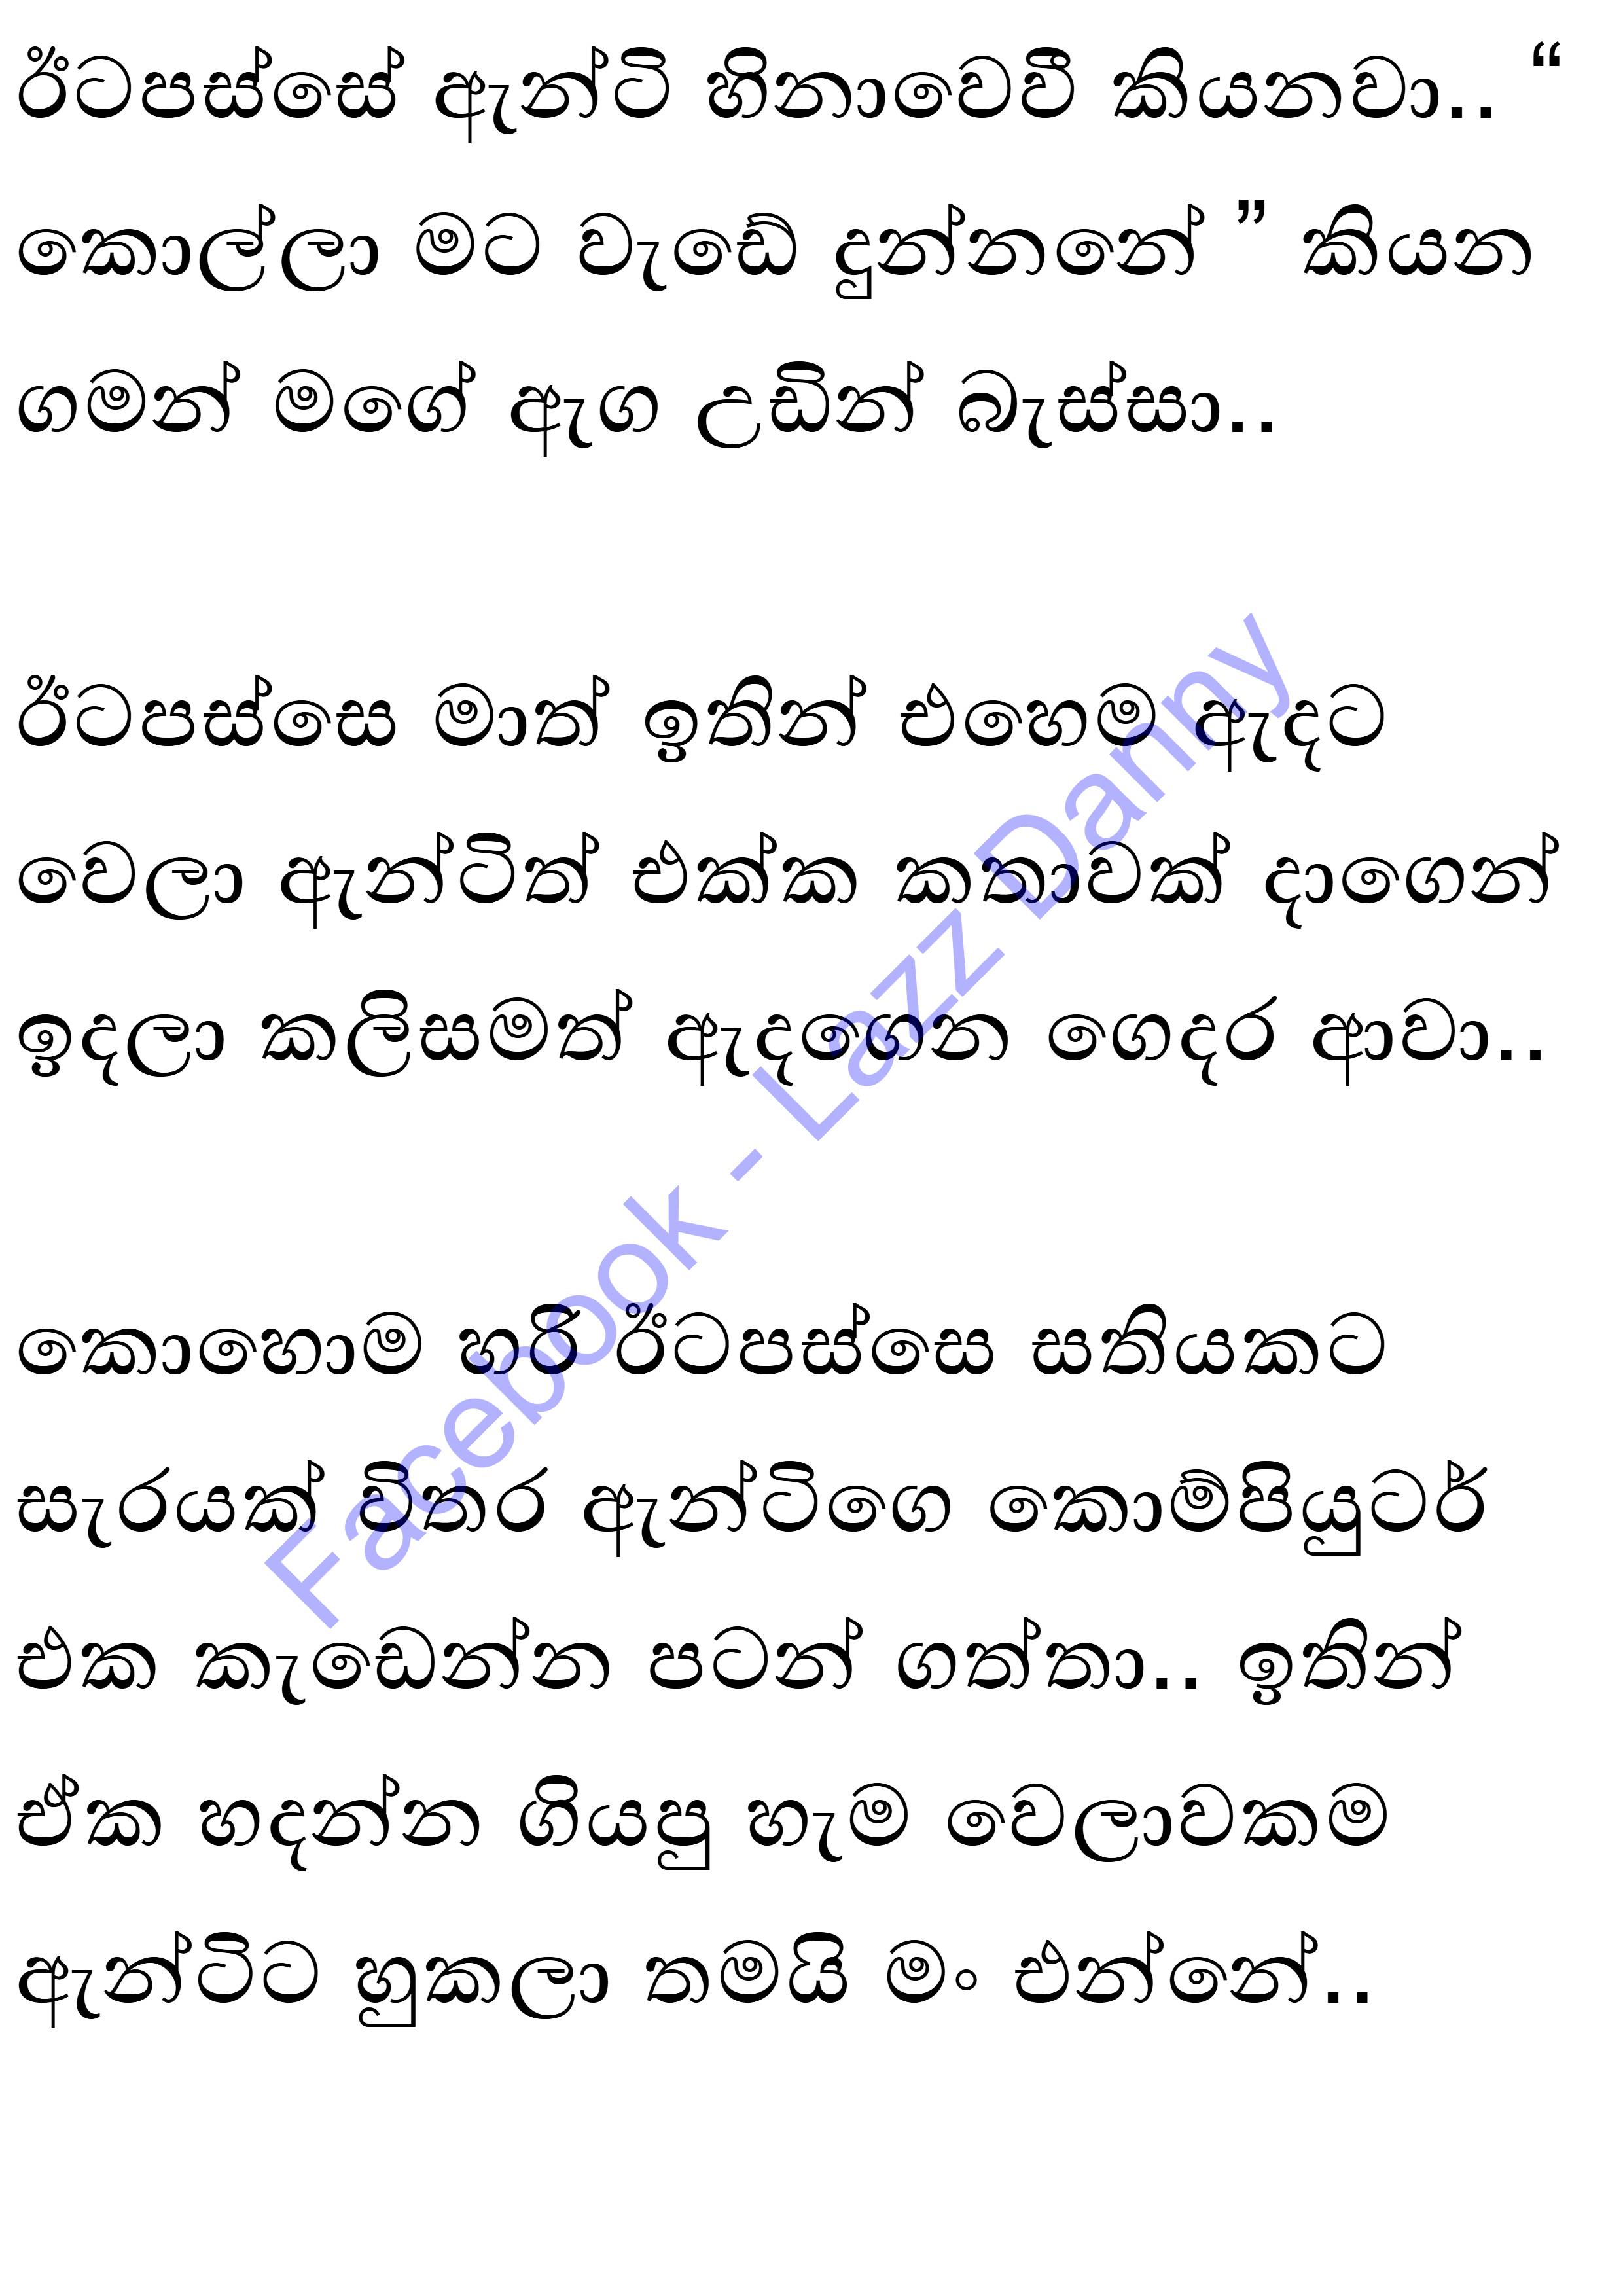 ඊටපස්සේ ඇන්ටි හිනාවෙවී කියනවා.. “
කොල්ලා මට වැඩේ දුන්නනේ ” කියන
ගමන් මගේ ඇග උඩින් බැස්සා..
ඊටපස්සෙ මාත් ඉතින් එහෙම ඇදට
වෙලා ඇන්ටිත් එක්ක කතාවක් දාගෙන්
ඉදලා කලිසමත් ඇදගෙන ගෙදර ආවා..
කොහොම හරි ඊටපස්සෙ සතියකට
සැරයක් විතර ඇන්ටිගෙ කොම්පියුටර්
එක කැඩෙන්න පටන් ගත්තා.. ඉතින්
ඒක හදන්න ගියපු හැම වෙලාවකම
ඇන්ටිට හුකලා තමයි මං එන්නේ..
Facebook - Lazz Danny